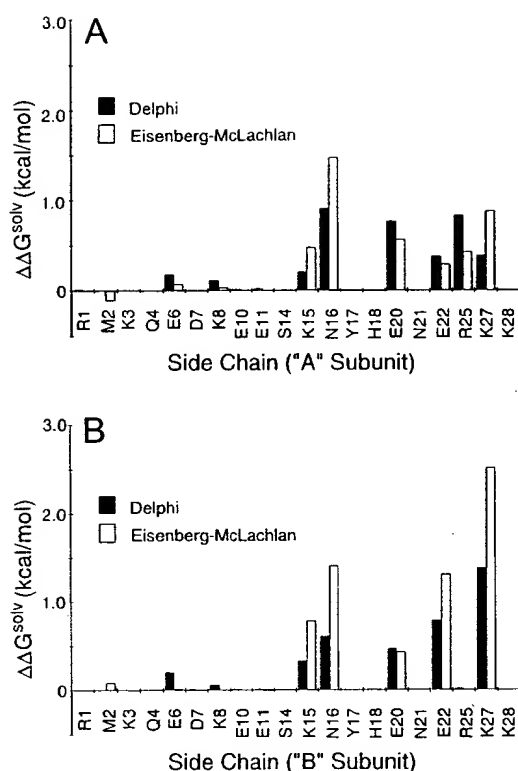 A
3.0
2.0
1.0
0
ΔΔG^solv (kcal/mol)
Delphi
Eisenberg-McLachlan
R1 M2 K3 Q4 E6 D7 K8 E10 E11 S14 K15 N16 Y17 H18 E20 N21 E22 R25 K27 K28
Side Chain ("A" Subunit)
B
3.0
2.0
1.0
0
ΔΔG^solv (kcal/mol)
Delphi
Eisenberg-McLachlan
R1 M2 K3 Q4 E6 D7 K8 E10 E11 S14 K15 N16 Y17 H18 E20 N21 E22 R25 K27 K28
Side Chain ("B" Subunit)